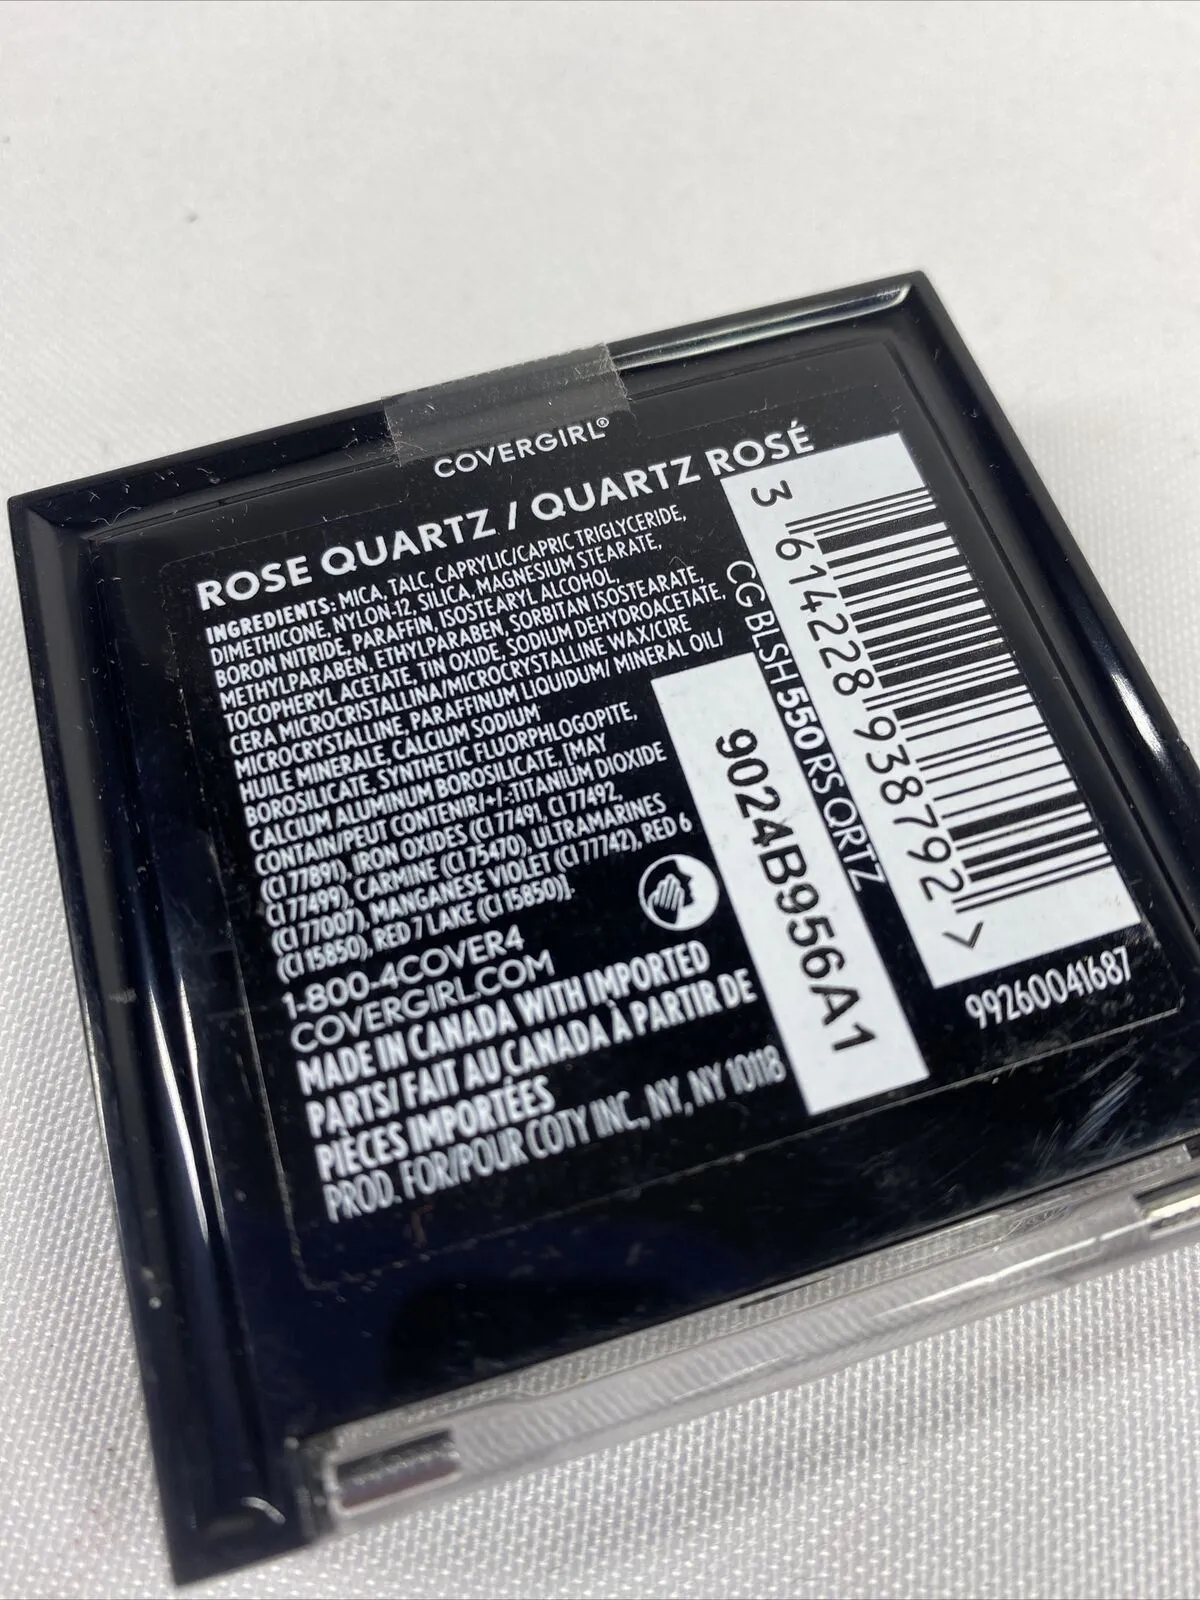 COVERGIRL®
ROSE QUARTZ / QUARTZ ROSÉ
INGREDIENTS: MICA, TALC, CAPRYLIC/CAPRIC TRIGLYCERIDE,
DIMETHICONE, NYLON-12, SILICA, MAGNESIUM STEARATE,
BORON NITRIDE, PARAFFIN, ISOSTEARYL ALCOHOL,
METHYLPARABEN, ETHYLPARABEN, SORBITAN ISOSTEARATE,
TOCOPHERYL ACETATE, TIN OXIDE, SODIUM DEHYDROACETATE,
CERA MICROCRISTALLINA/MICROCRYSTALLINE WAX/CIRE
MICROCRYSTALLINE, PARAFFINUM LIQUIDUM/ MINERAL OIL/
HUILE MINERALE, CALCIUM SODIUM
BOROSILICATE, SYNTHETIC FLUORPHLOGOPITE,
CALCIUM ALUMINUM BOROSILICATE, [MAY
CONTAIN/PEUT CONTENIR/+/-:TITANIUM DIOXIDE
(CI 77891), IRON OXIDES (CI 77491, CI 77492,
CI 77499), CARMINE (CI 75470), ULTRAMARINES
(CI 77007), MANGANESE VIOLET (CI 77742), RED 6
(CI 15850), RED 7 LAKE (CI 15850)].
1-800-4COVER4
COVERGIRL.COM
MADE IN CANADA WITH IMPORTED
PARTS/ FAIT AU CANADA À PARTIR DE
PIÈCES IMPORTÉES
PROD. FOR/POUR COTY INC., NY, NY 10118
9024B956A1
CG BLSH 550 RS QRTZ
3 614228 938792 >
99260041687